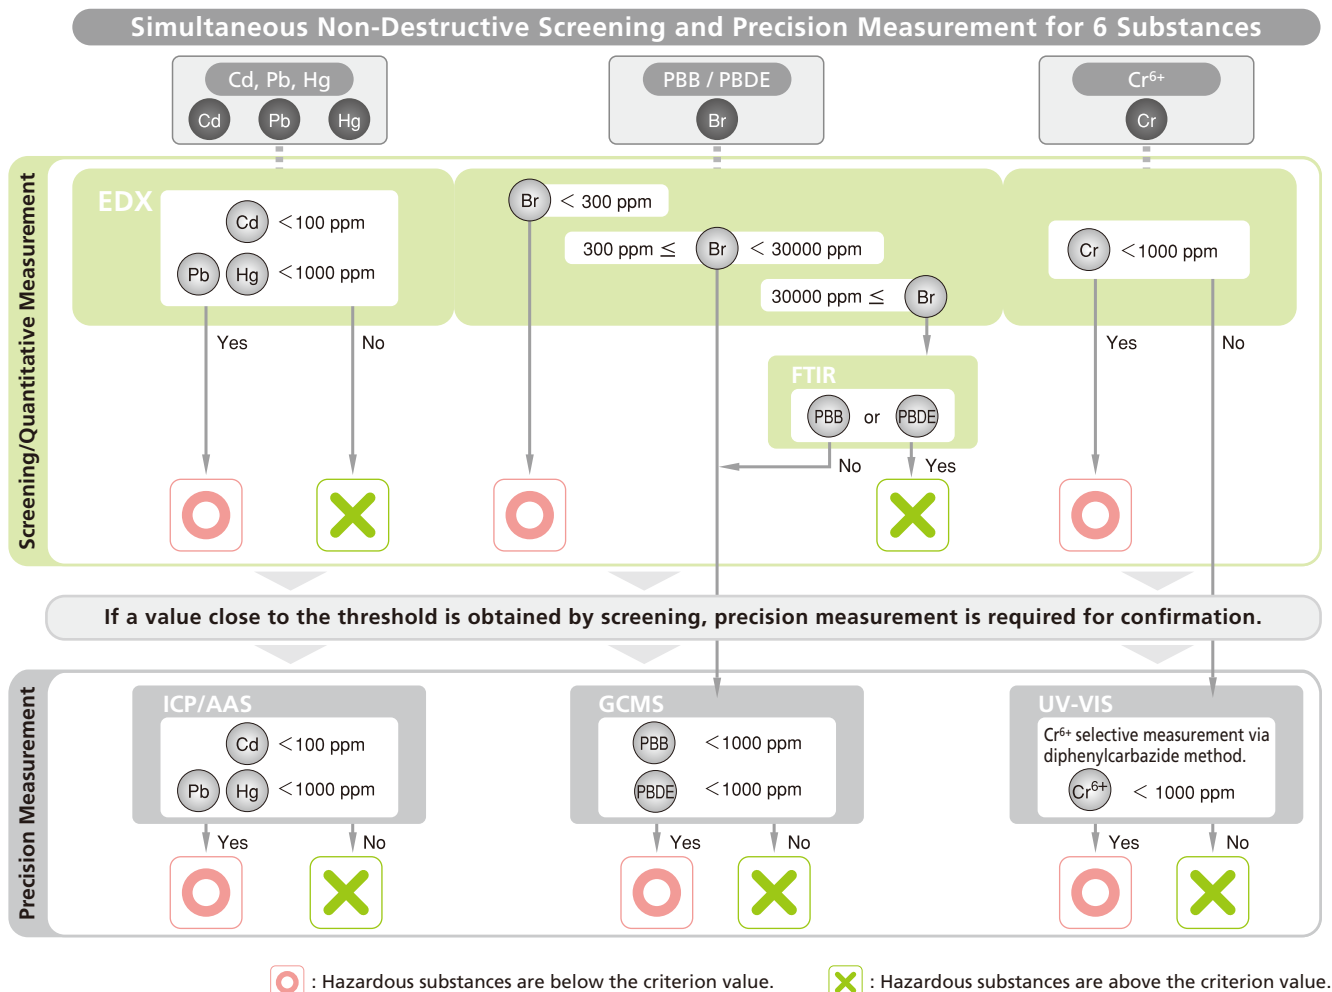 Simultaneous Non-Destructive Screening and Precision Measurement for 6 Substances
Cd, Pb, Hg
Cd Pb Hg
PBB / PBDE
Br
Cr⁶⁺
Cr
Screening/Quantitative Measurement
EDX
Cd <100 ppm
Pb Hg <1000 ppm
Yes No
Br < 300 ppm
300 ppm ≤ Br < 30000 ppm
30000 ppm ≤ Br
FTIR
PBB or PBDE
No Yes
Cr <1000 ppm
Yes No
If a value close to the threshold is obtained by screening, precision measurement is required for confirmation.
Precision Measurement
ICP/AAS
Cd <100 ppm
Pb Hg <1000 ppm
Yes No
GCMS
PBB <1000 ppm
PBDE <1000 ppm
Yes No
UV-VIS
Cr⁶⁺ selective measurement via
diphenylcarbazide method.
Cr⁶⁺ < 1000 ppm
Yes No
: Hazardous substances are below the criterion value.
: Hazardous substances are above the criterion value.